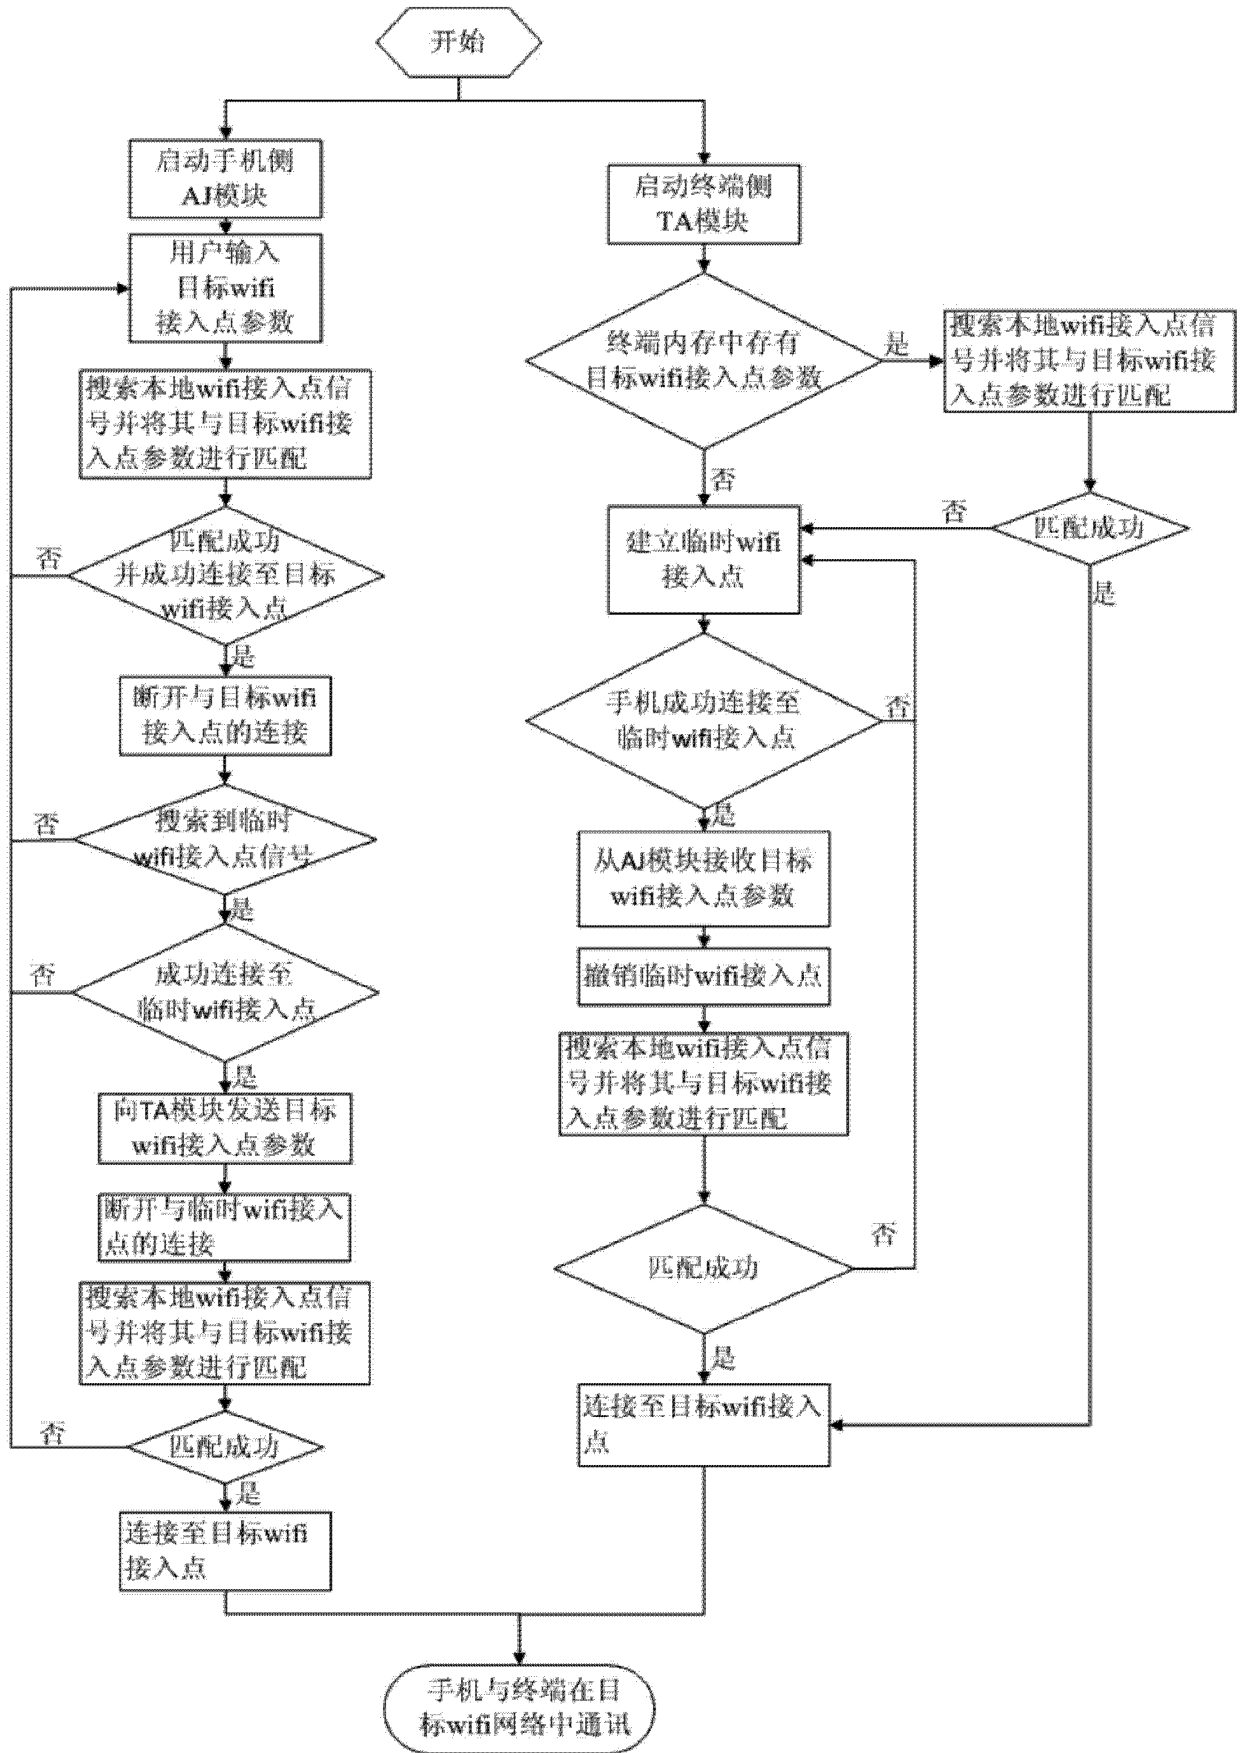 开始
启动手机侧
AJ模块
用户输入
目标wifi
接入点参数
搜索本地wifi接入点信
号并将其与目标wifi接
入点参数进行匹配
匹配成功
并成功连接至目标
wifi接入点
否
是
断开与目标wifi
接入点的连接
搜索到临时
wifi接入点信号
否
是
成功连接至
临时wifi接入点
否
是
向TA模块发送目标
wifi接入点参数
断开与临时wifi接入
点的连接
搜索本地wifi接入点信
号并将其与目标wifi接
入点参数进行匹配
匹配成功
否
是
连接至目标wifi
接入点
启动终端侧
TA模块
终端内存中存有
目标wifi接入点参数
是
否
搜索本地wifi接入点信
号并将其与目标wifi接
入点参数进行匹配
匹配成功
否
是
建立临时wifi
接入点
手机成功连接至
临时wifi接入点
否
是
从AJ模块接收目标
wifi接入点参数
撤销临时wifi接入点
搜索本地wifi接入点信
号并将其与目标wifi接
入点参数进行匹配
匹配成功
否
是
连接至目标wifi接入
点
手机与终端在目
标wifi网络中通讯